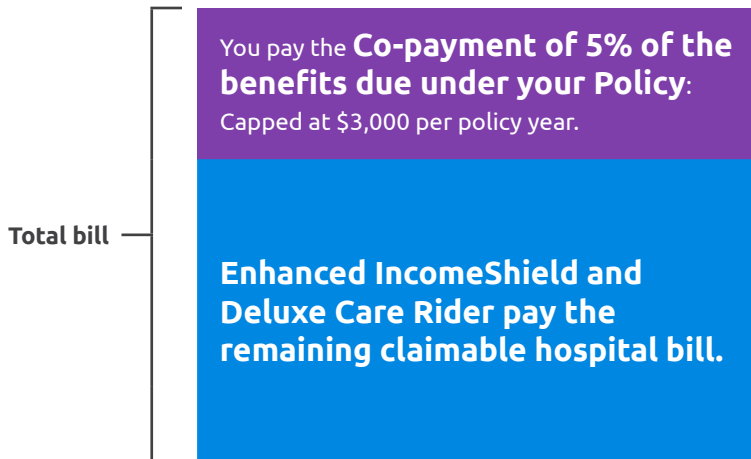 You pay the Co-payment of 5% of the
benefits due under your Policy:
Capped at $3,000 per policy year.
Total bill
Enhanced IncomeShield and
Deluxe Care Rider pay the
remaining claimable hospital bill.